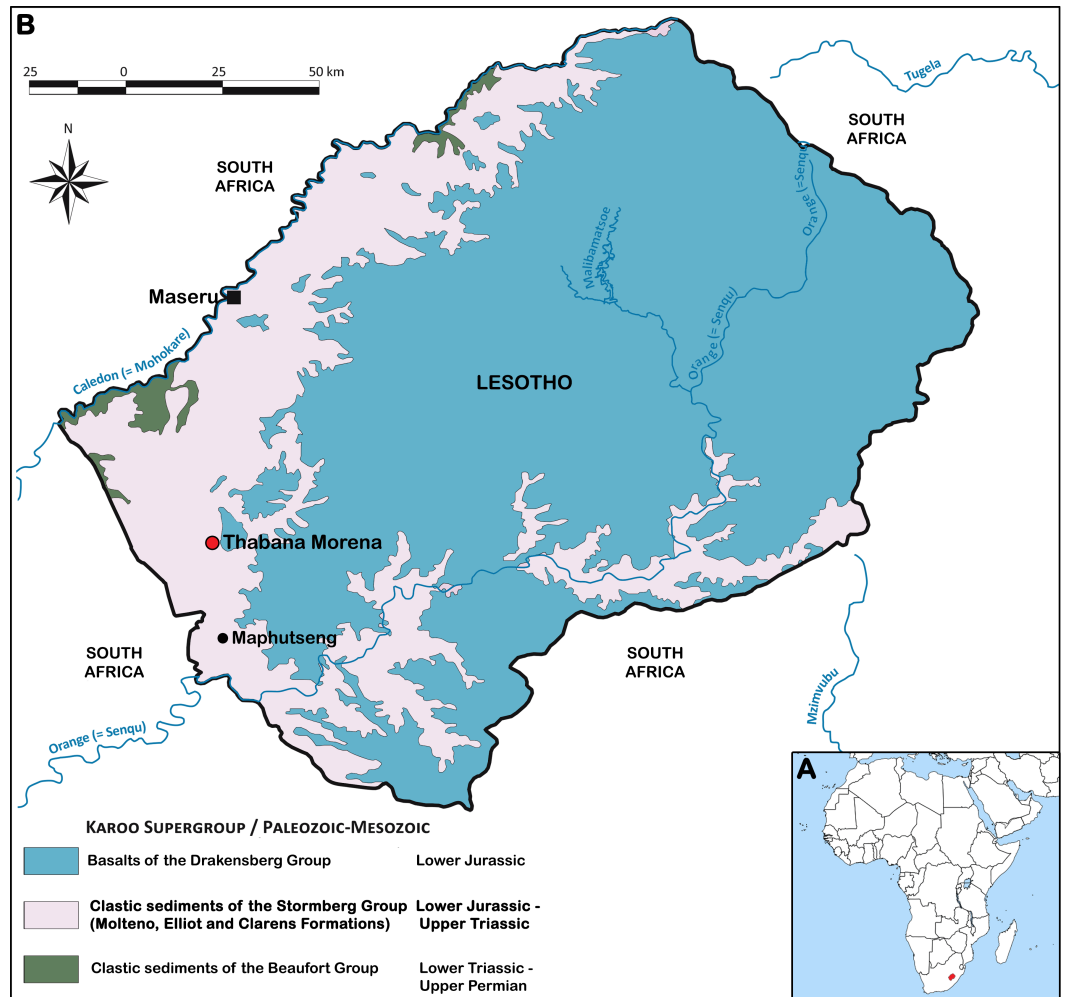 B
25 0 25 50 km
N
Tugela
SOUTH
AFRICA
SOUTH
AFRICA
Orange (=Senqu)
Malibamatsoe
Maseru
Orange (= Senqu)
Caledon (= Mohokare)
LESOTHO
Thabana Morena
Maphutseng
SOUTH
AFRICA
SOUTH
AFRICA
Mzimvubu
Orange (= Senqu)
A
KAROO SUPERGROUP / PALEOZOIC-MESOZOIC
Basalts of the Drakensberg Group Lower Jurassic
Clastic sediments of the Stormberg Group Lower Jurassic -
(Molteno, Elliot and Clarens Formations) Upper Triassic
Clastic sediments of the Beaufort Group Lower Triassic -
Upper Permian